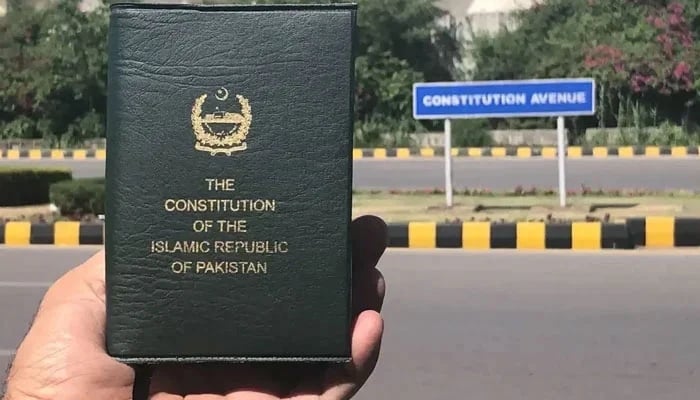 THE
CONSTITUTION
OF THE
ISLAMIC REPUBLIC
OF PAKISTAN
CONSTITUTION AVENUE